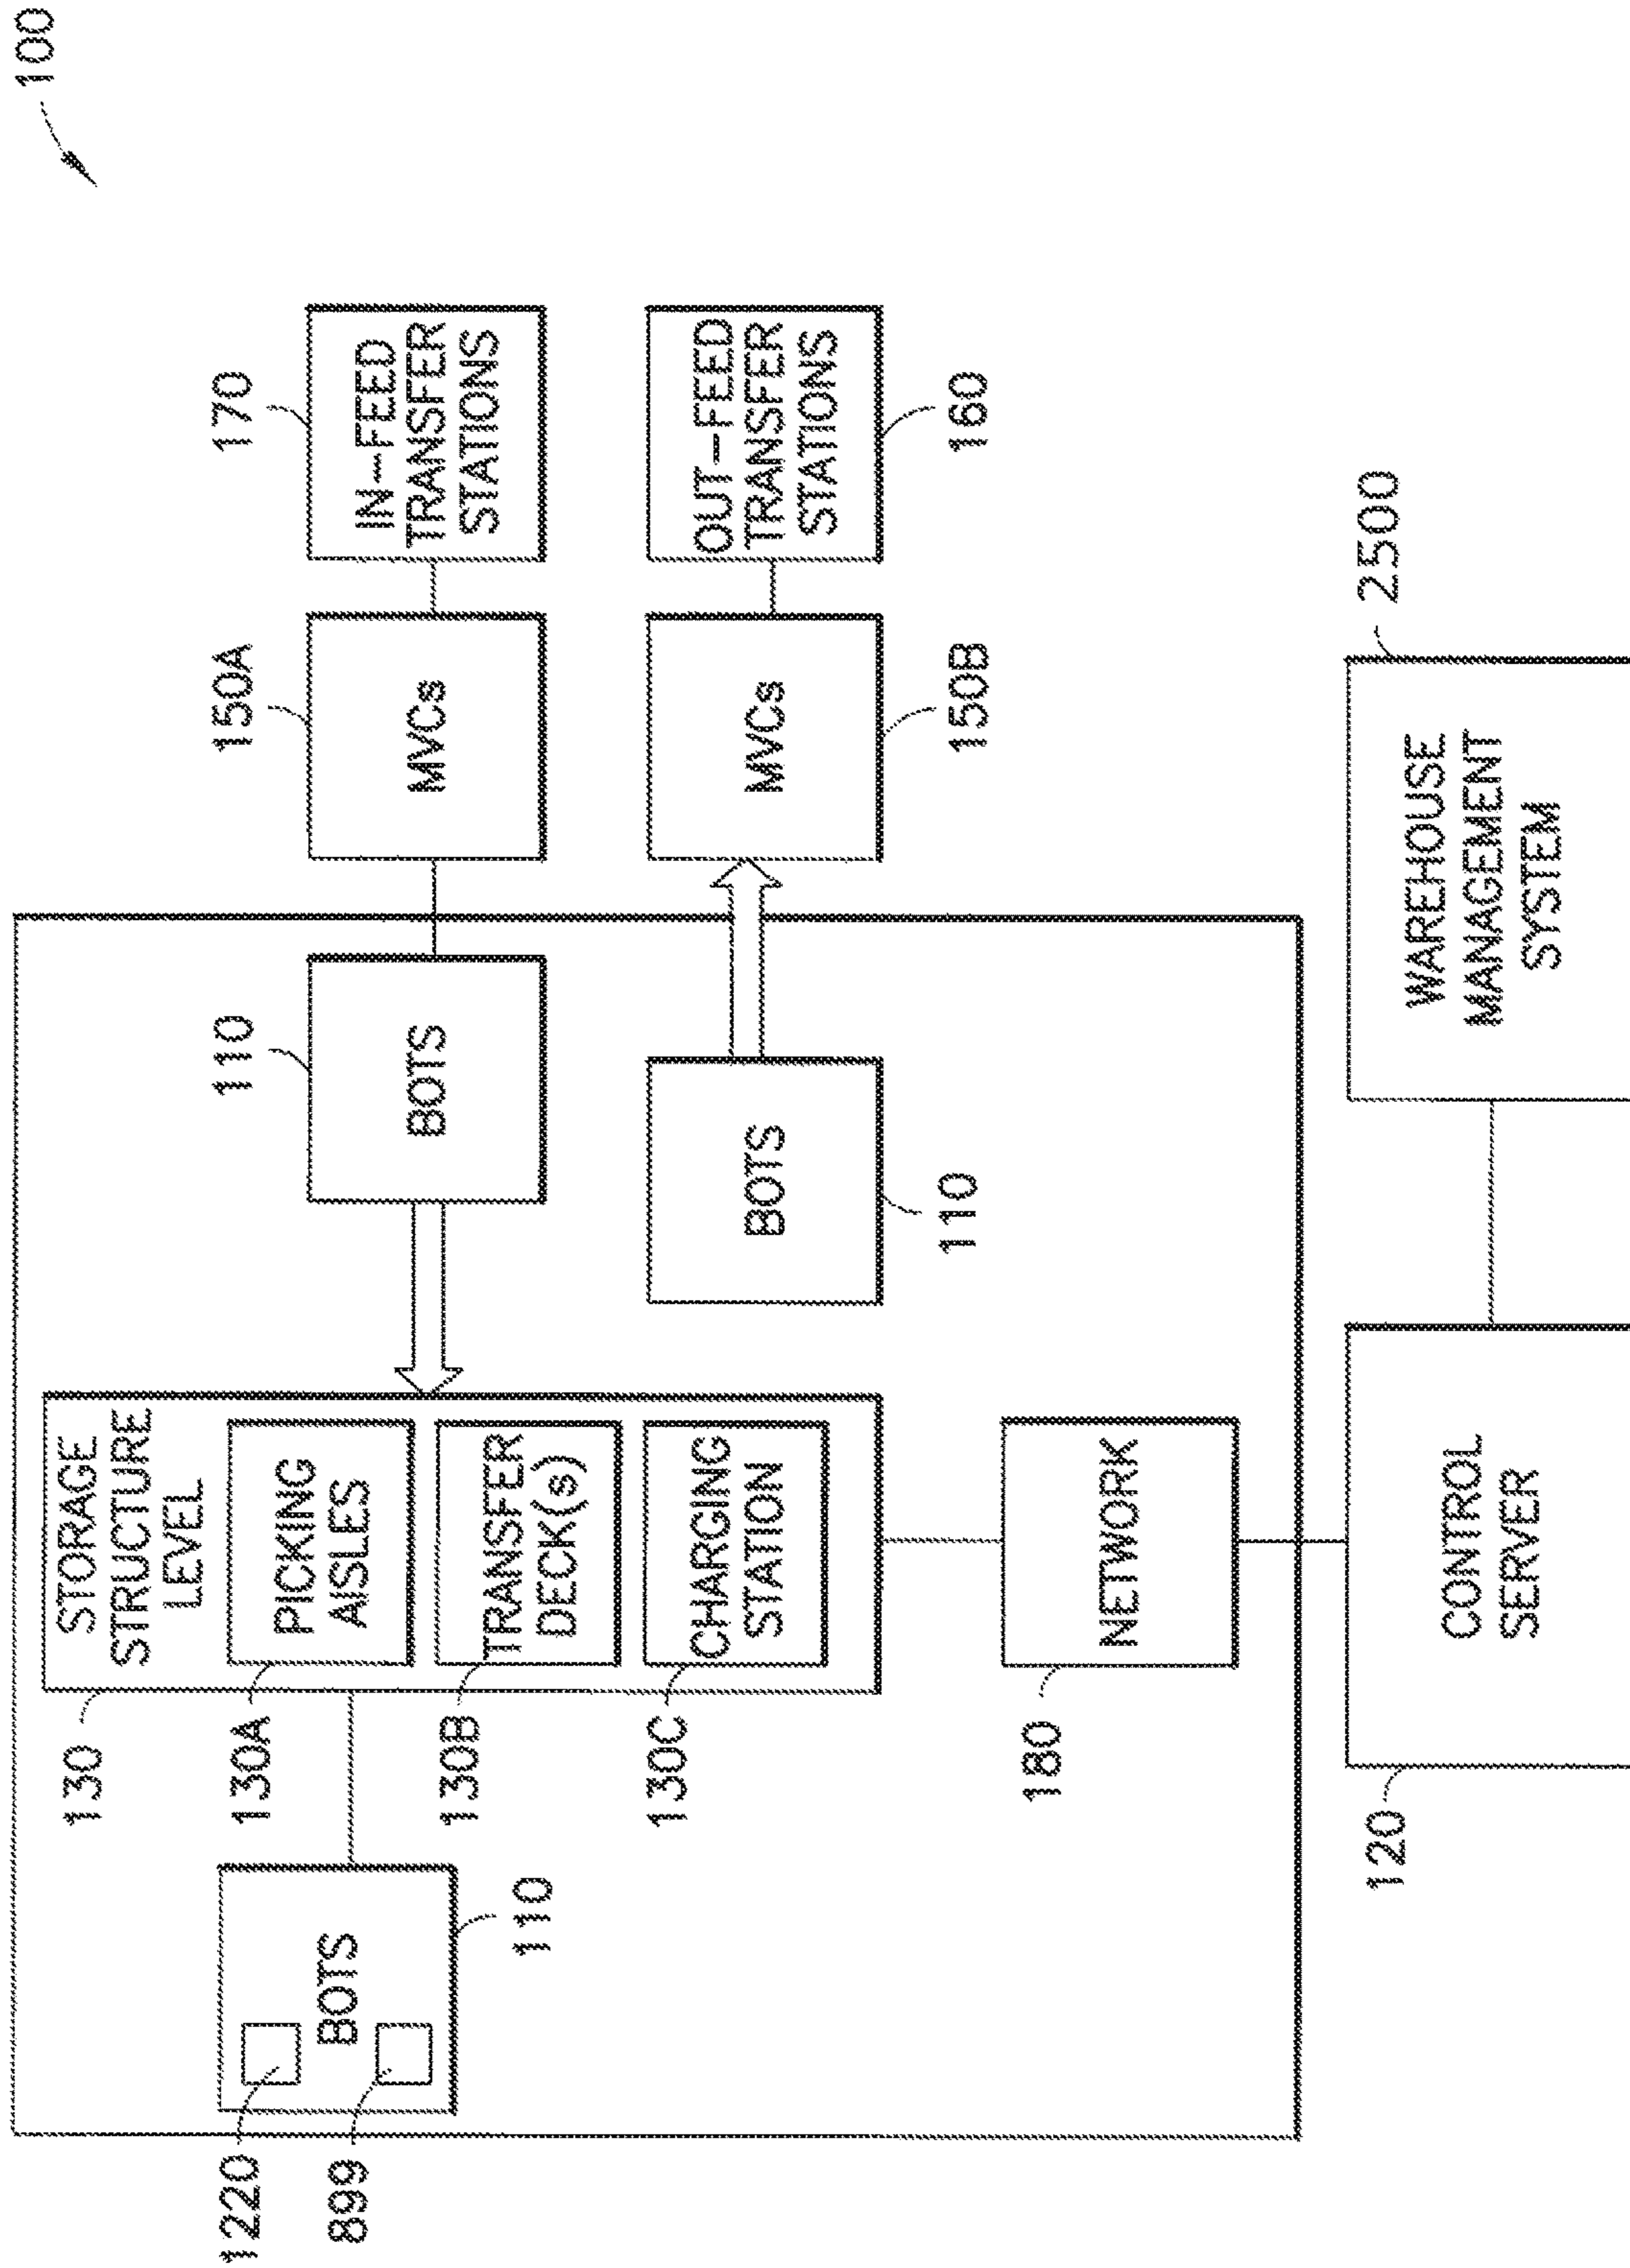 100
130
STORAGE
STRUCTURE
LEVEL
1220
899
BOTS
110
130A
PICKING
AISLES
130B
TRANSFER
DECK(s)
130C
CHARGING
STATION
110
BOTS
150A
MVCs
170
IN-FEED
TRANSFER
STATIONS
BOTS
110
MVCs
150B
OUT-FEED
TRANSFER
STATIONS
160
180
NETWORK
120
CONTROL
SERVER
2500
WAREHOUSE
MANAGEMENT
SYSTEM